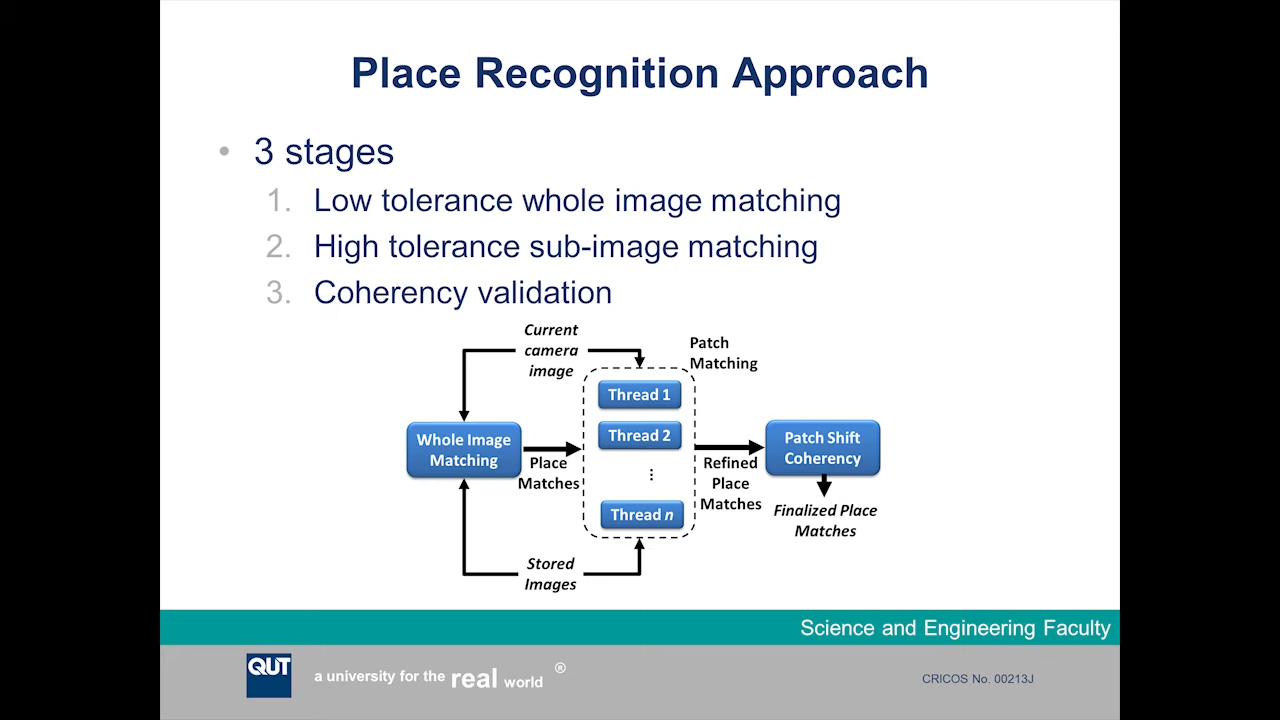 Place Recognition Approach
• 3 stages
1. Low tolerance whole image matching
2. High tolerance sub-image matching
3. Coherency validation
Current
camera
image
Patch
Matching
Thread 1
Thread 2
⋮
Thread n
Whole Image
Matching
Place
Matches
Refined
Place
Matches
Patch Shift
Coherency
Finalized Place
Matches
Stored
Images
Science and Engineering Faculty
QUT
a university for the real world ®
CRICOS No. 00213J